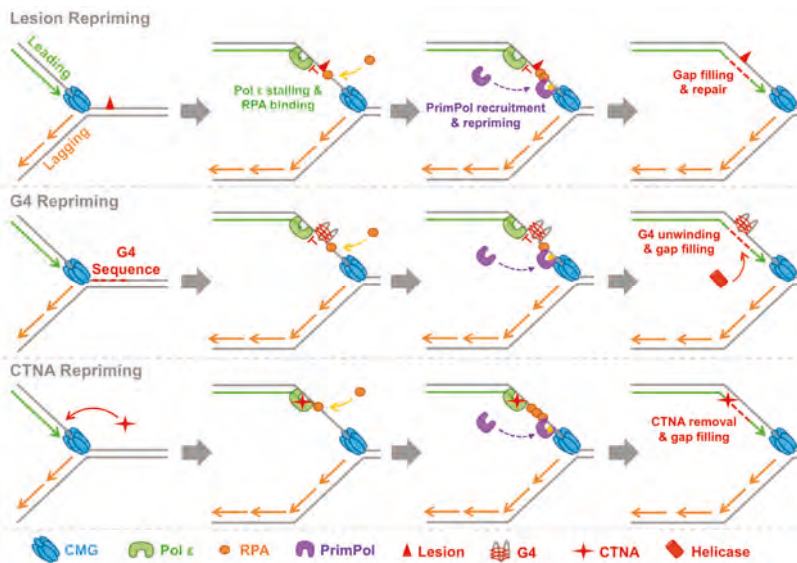 Lesion Repriming
Leading
Lagging
Pol ε stalling &
RPA binding
PrimPol recruitment
& repriming
Gap filling
& repair
G4 Repriming
G4
Sequence
G4 unwinding
& gap filling
CTNA Repriming
CTNA removal
& gap filling
CMG
Pol ε
RPA
PrimPol
Lesion
G4
CTNA
Helicase